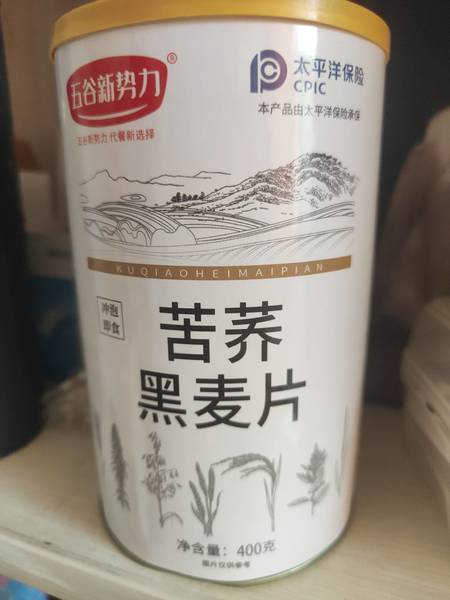 五谷新势力®
五谷新势力 代餐新选择
太平洋保险
CPIC
本产品由太平洋保险承保
KUQIAOHEIMAIPIAN
冲泡
即食
苦荞
黑麦片
净含量：400克
图片仅供参考